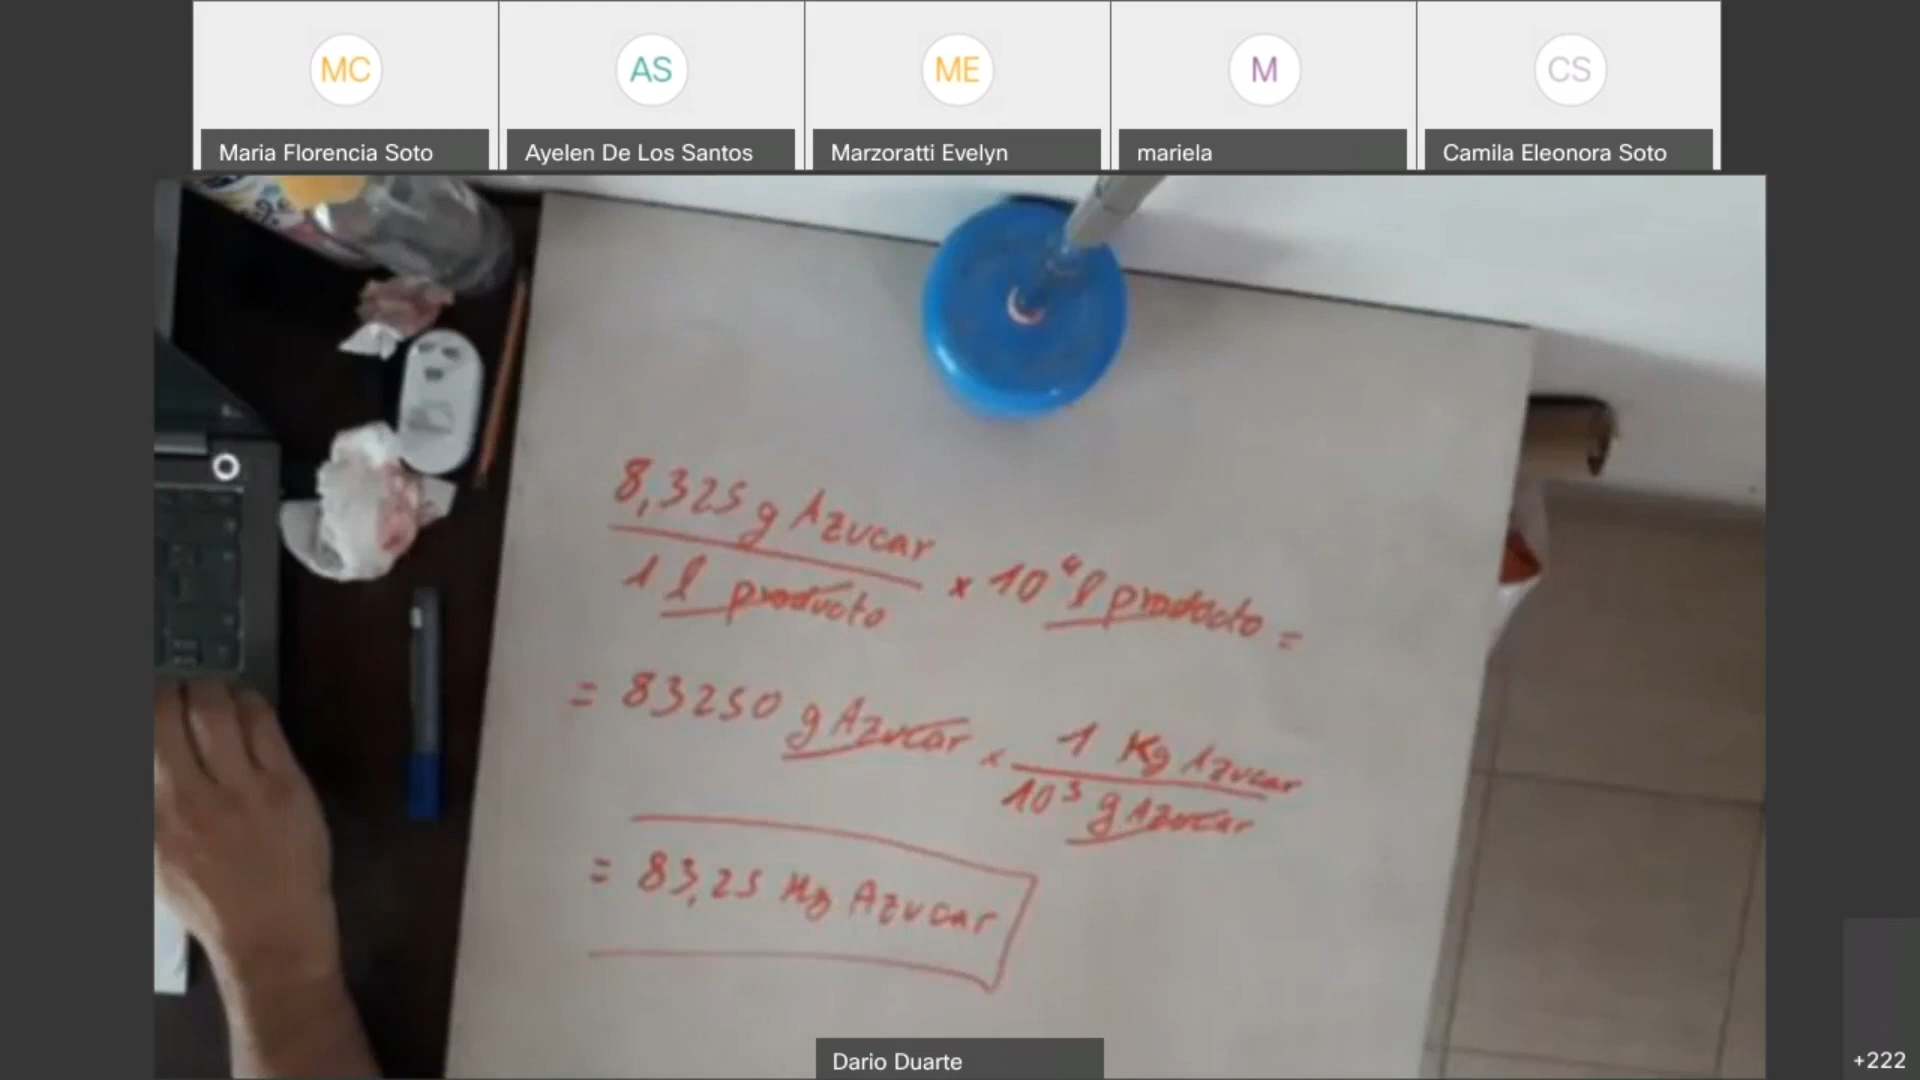 MC
AS
ME
M
CS
Maria Florencia Soto
Ayelen De Los Santos
Marzoratti Evelyn
mariela
Camila Eleonora Soto
8,325 g Azucar
1 l producto
x 10⁴ l producto =
= 83250 g Azucar x
1 Kg Azucar
10³ g Azucar
= 83,25 Kg Azucar
Dario Duarte
+222